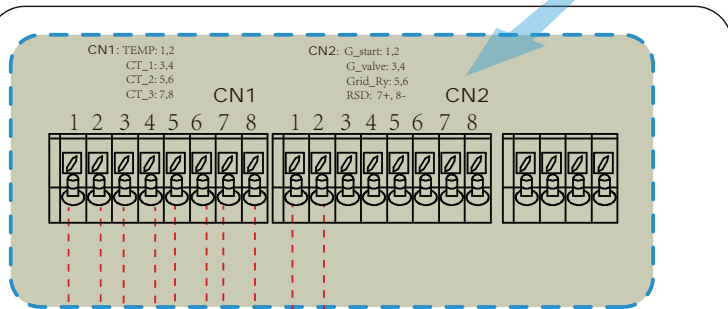 CN1: TEMP: 1,2
CT_1: 3,4
CT_2: 5,6
CT_3: 7,8
CN1
1 2 3 4 5 6 7 8
CN2: G_start: 1,2
G_valve: 3,4
Grid_Ry: 5,6
RSD: 7+, 8-
CN2
1 2 3 4 5 6 7 8